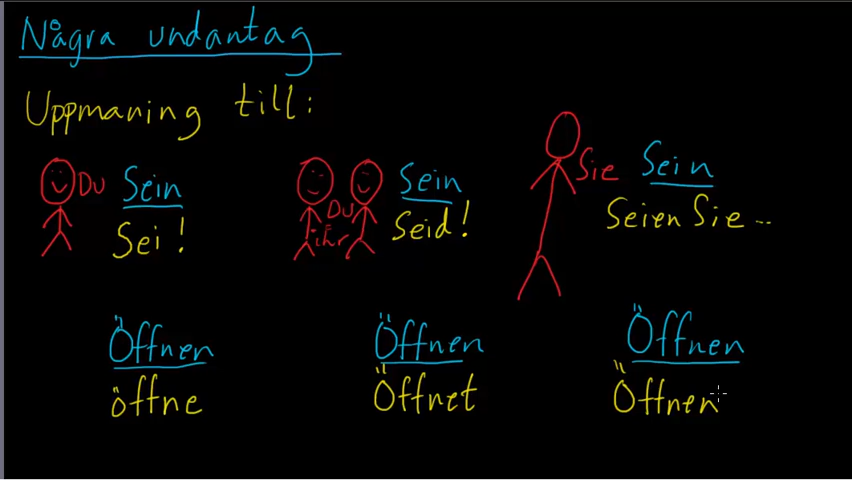 Några undantag
Uppmaning till:
Du Sein
Sei!
Du
ihr
Sein
Seid!
Sie Sein
Seien Sie...
Öffnen
öffne
Öffnen
Öffnet
Öffnen
Öffnen